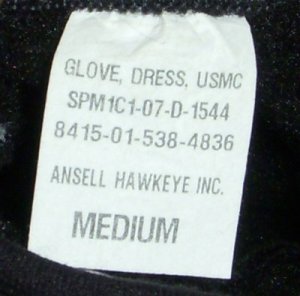 GLOVE, DRESS, USMC
SPM1C1-07-D-1544
8415-01-538-4836
ANSELL HAWKEYE INC.
MEDIUM